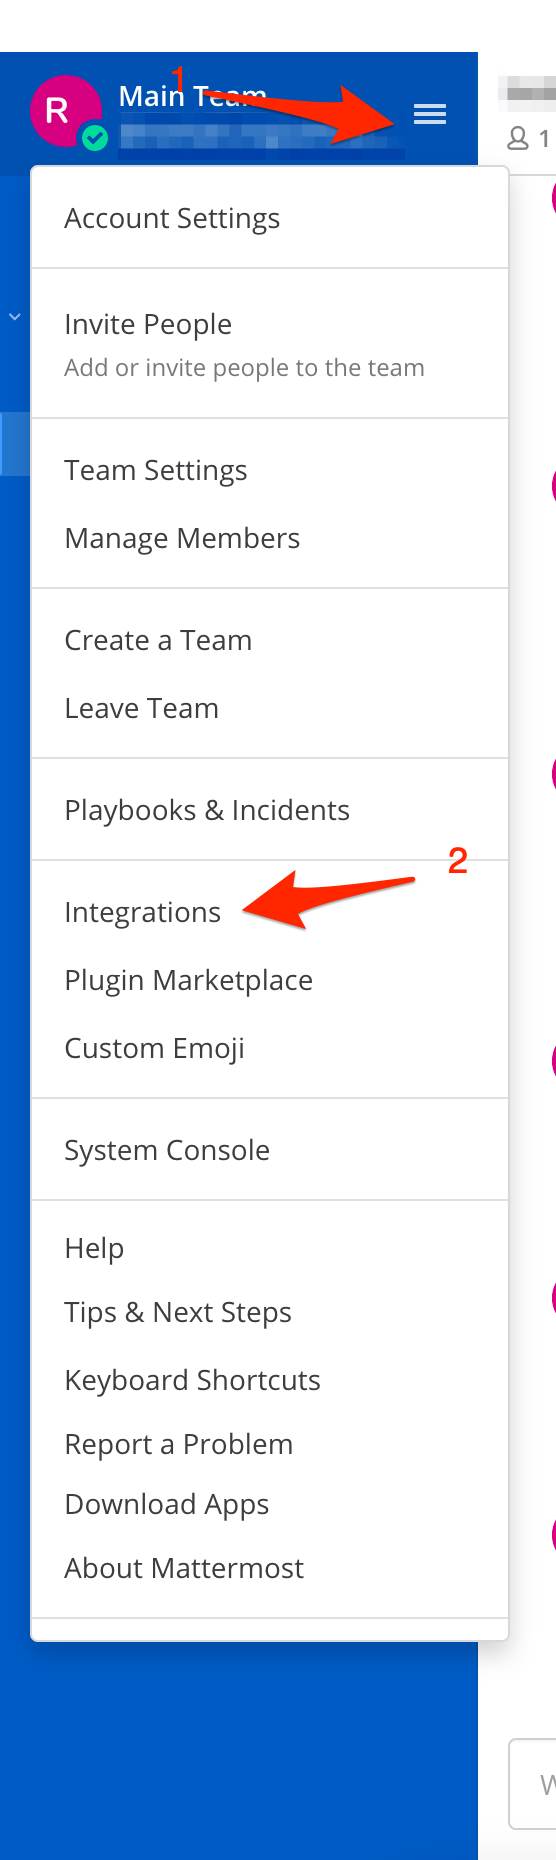 1
R
Main Team
1
Account Settings
Invite People
Add or invite people to the team
Team Settings
Manage Members
Create a Team
Leave Team
Playbooks & Incidents
2
Integrations
Plugin Marketplace
Custom Emoji
System Console
Help
Tips & Next Steps
Keyboard Shortcuts
Report a Problem
Download Apps
About Mattermost
W